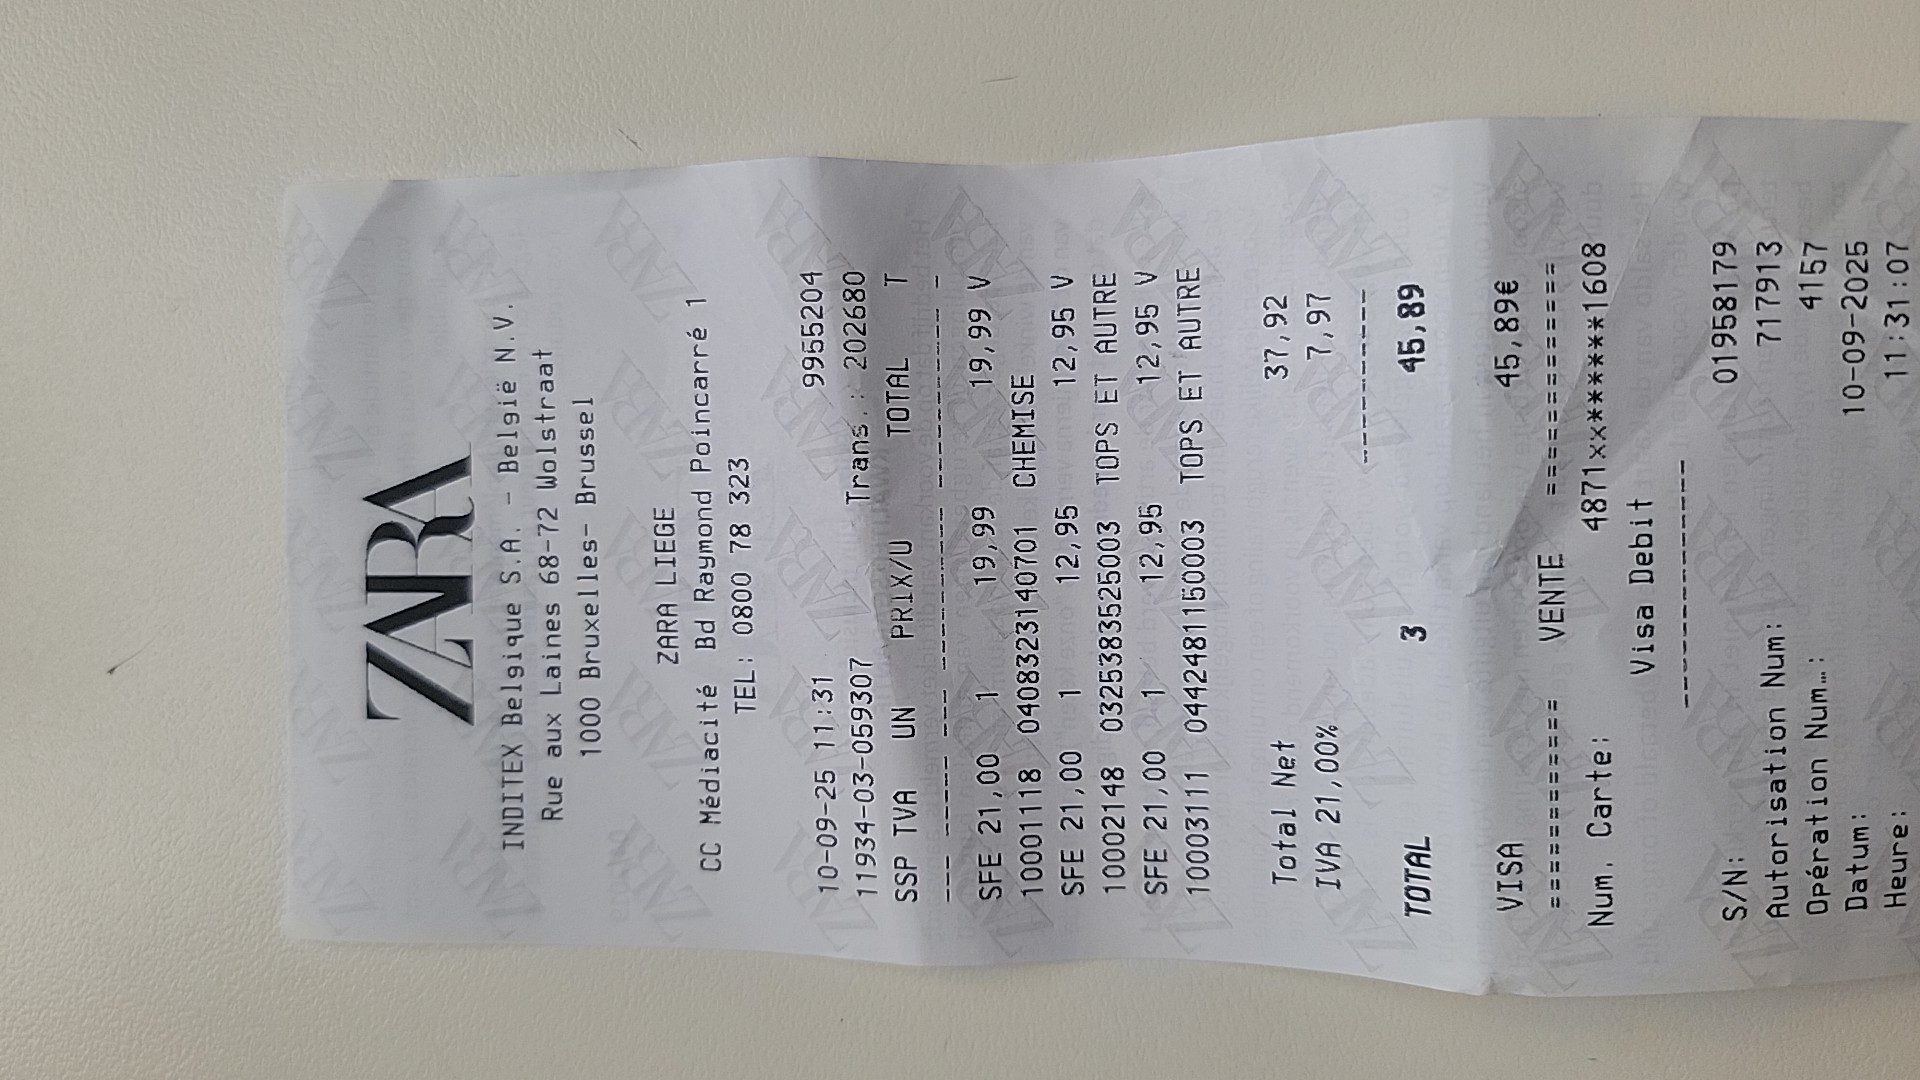 ZARA
INDITEX Belgique S.A. - België N.V.
Rue aux Laines 68-72 Wolstraat
1000 Bruxelles- Brussel
ZARA LIEGE
CC Médiacité Bd Raymond Poincarré 1
TEL: 0800 78 323
10-09-25 11:31 9955204
11934-03-059307 Trans.: 202680
SSP TVA UN PRIX/U TOTAL T
--- ------ --- ------------ ------------ -
SFE 21,00 1 19,99 19,99 V
10001118 0408323140701 CHEMISE
SFE 21,00 1 12,95 12,95 V
10002148 0325383525003 TOPS ET AUTRE
SFE 21,00 1 12,95 12,95 V
10003111 0442481150003 TOPS ET AUTRE
Total Net 37,92
IVA 21,00% 7,97
----------
TOTAL 3 45,89
VISA 45,89€
============ VENTE ==============
Num. Carte: 4871xx******1608
Visa Debit
--------------
S/N: 01958179
Autorisation Num: 717913
Opération Num…: 4157
Datum: 10-09-2025
Heure: 11:31:07